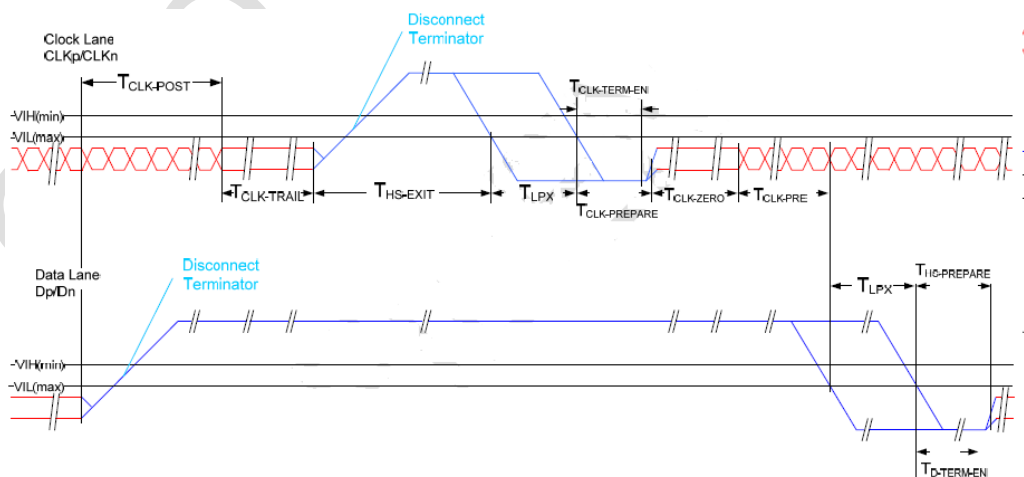 Disconnect
Terminator
Clock Lane
CLKp/CLKn
TCLK-POST
TCLK-TERM-EN
VIH(min)
VIL(max)
TCLK-TRAIL
THS-EXIT
TLPX
TCLK-PREPARE
TCLK-ZERO
TCLK-PRE
Data Lane
Dp/Dn
Disconnect
Terminator
TLPX
THS-PREPARE
VIH(min)
VIL(max)
TD-TERM-EN